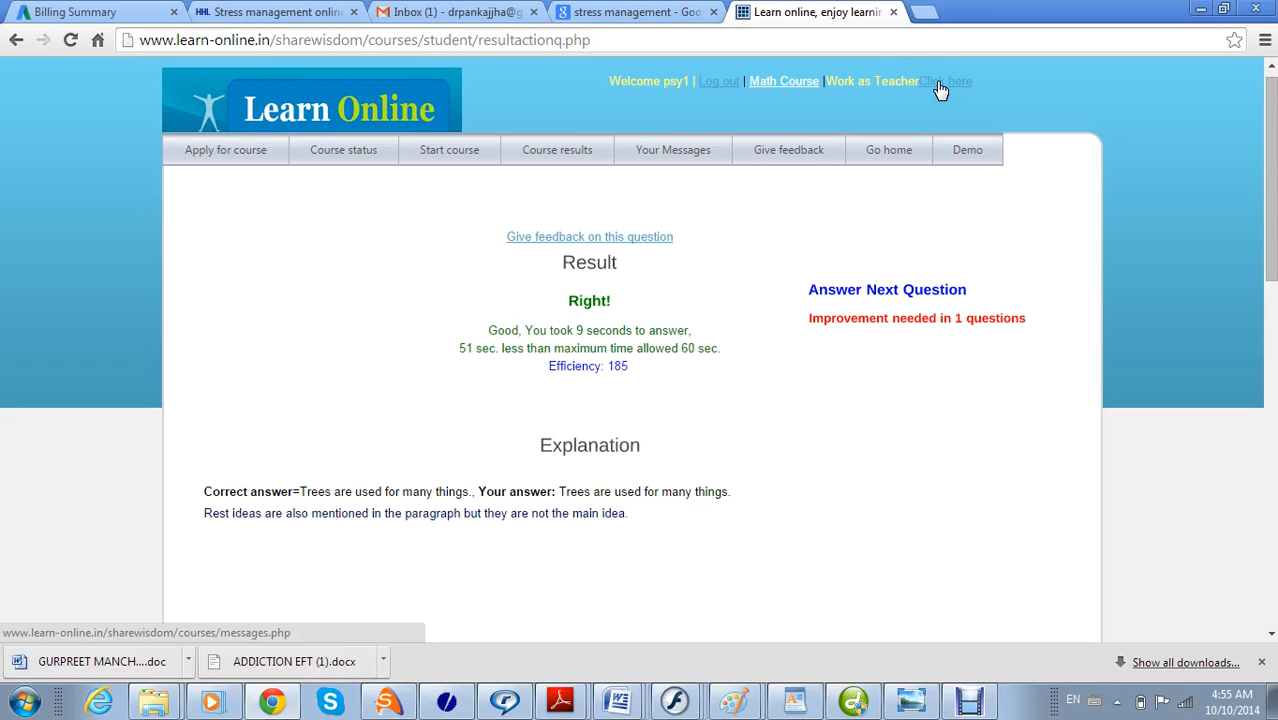 Billing Summary
HHL Stress management onlin
Inbox (1) - drpankajjha@g
stress management - Goo
Learn online, enjoy learnin
www.learn-online.in/sharewisdom/courses/student/resultactionq.php
Learn Online
Welcome psy1 | Log out | Math Course |Work as TeacherClick here
Apply for course
Course status
Start course
Course results
Your Messages
Give feedback
Go home
Demo
Give feedback on this question
Result
Right!
Good, You took 9 seconds to answer,
51 sec. less than maximum time allowed 60 sec.
Efficiency: 185
Answer Next Question
Improvement needed in 1 questions
Explanation
Correct answer=Trees are used for many things., Your answer: Trees are used for many things.
Rest ideas are also mentioned in the paragraph but they are not the main idea.
www.learn-online.in/sharewisdom/courses/messages.php
GURPREET MANCH....doc
ADDICTION EFT (1).docx
Show all downloads...
EN
4:55 AM
10/10/2014